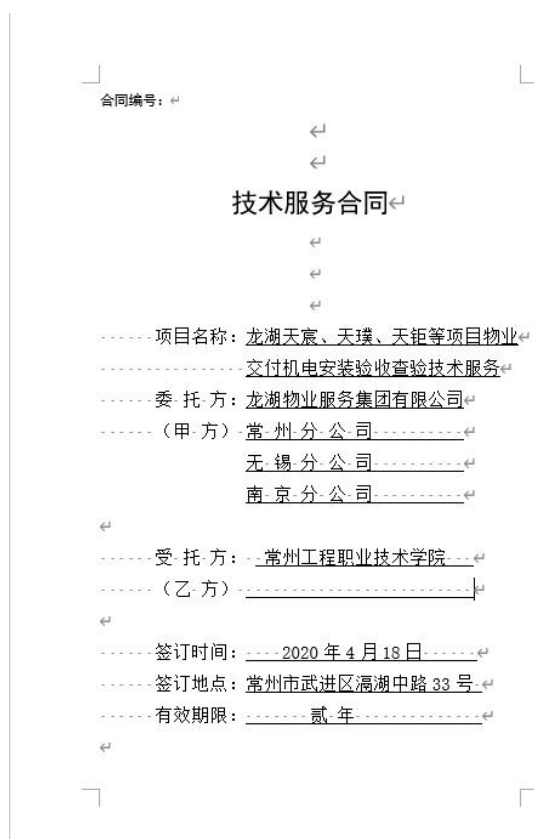 合同编号：
技术服务合同
项目名称：龙湖天宸、天璞、天钜等项目物业
交付机电安装验收查验技术服务
委 托 方：龙湖物业服务集团有限公司
（甲 方） 常 州 分 公 司
无 锡 分 公 司
南 京 分 公 司
受 托 方： 常州工程职业技术学院
（乙 方）
签订时间： 2020 年 4 月 18 日
签订地点：常州市武进区滆湖中路 33 号
有效期限： 贰 年